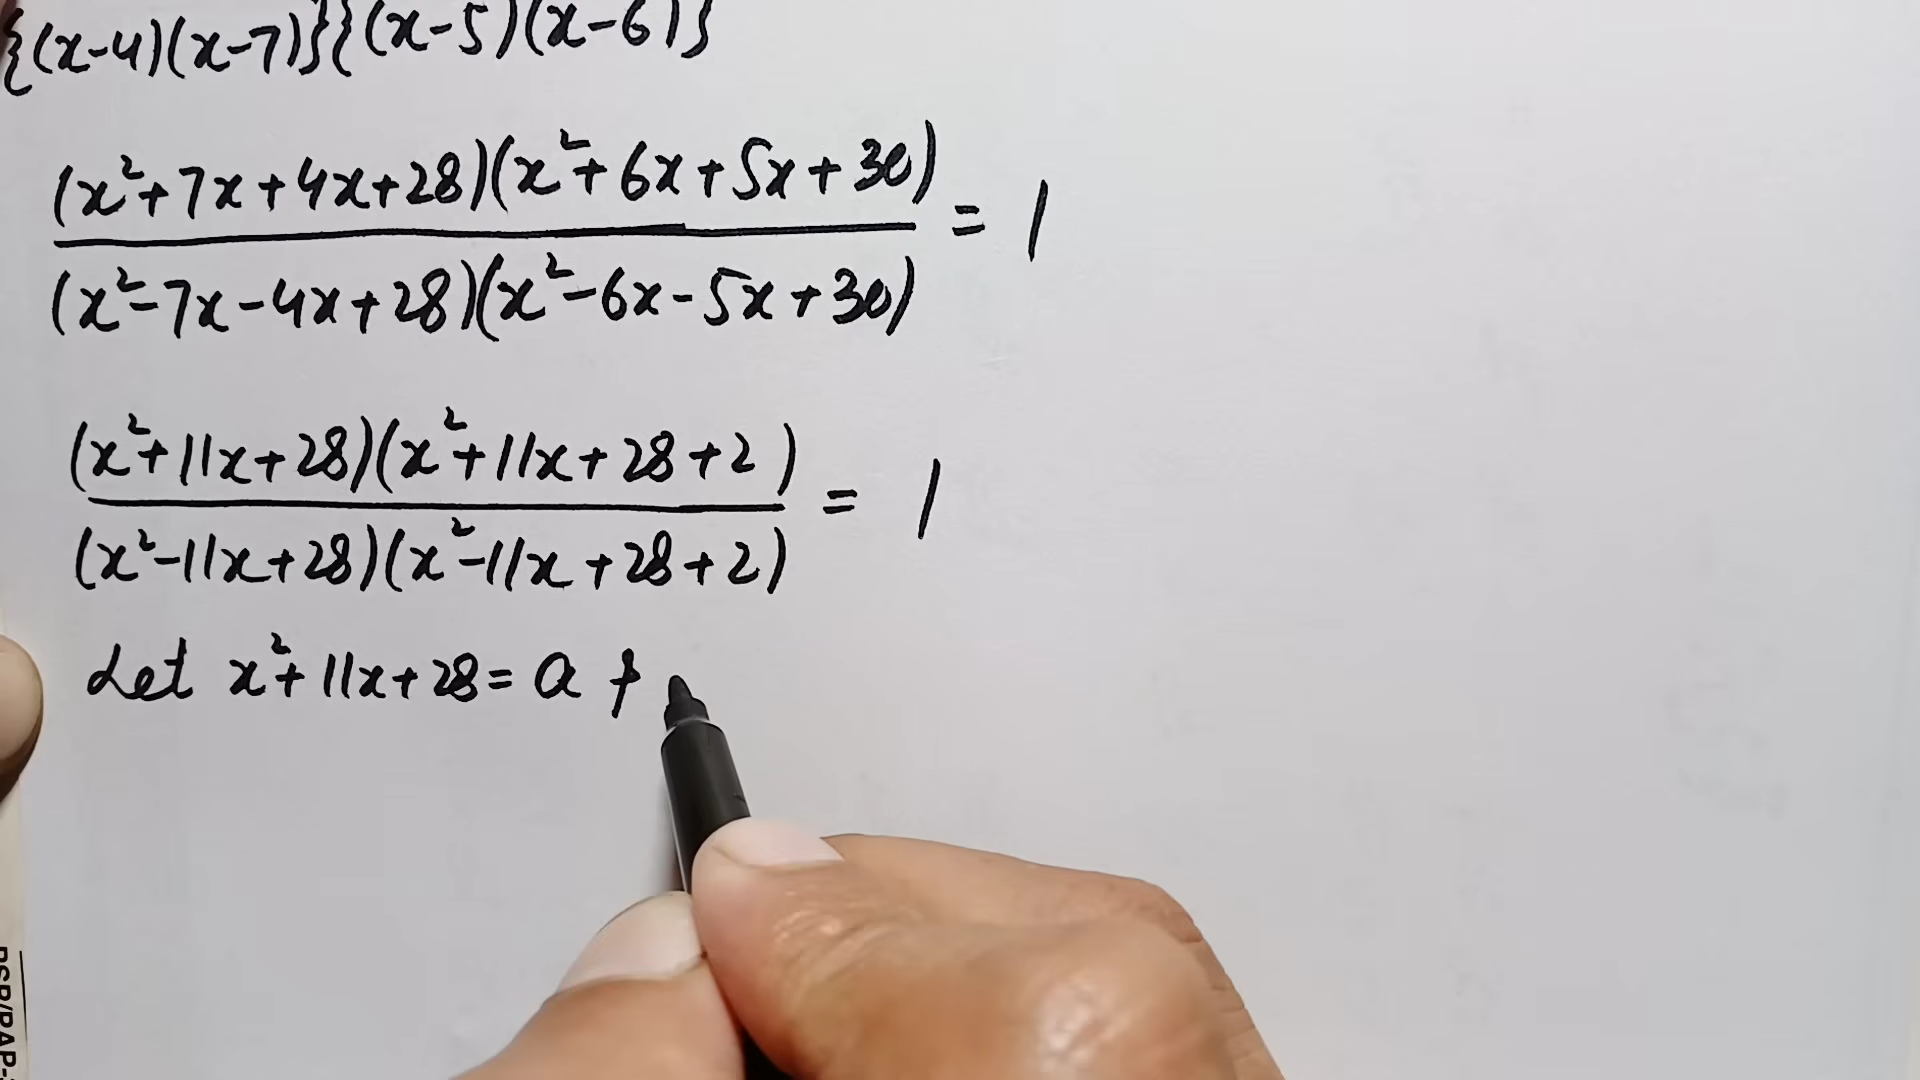 {(x-4)(x-7)}{(x-5)(x-6)}
(x²+7x+4x+28)(x²+6x+5x+30)
= 1
(x²-7x-4x+28)(x²-6x-5x+30)
(x²+11x+28)(x²+11x+28+2)
= 1
(x²-11x+28)(x²-11x+28+2)
Let x²+11x+28= a &